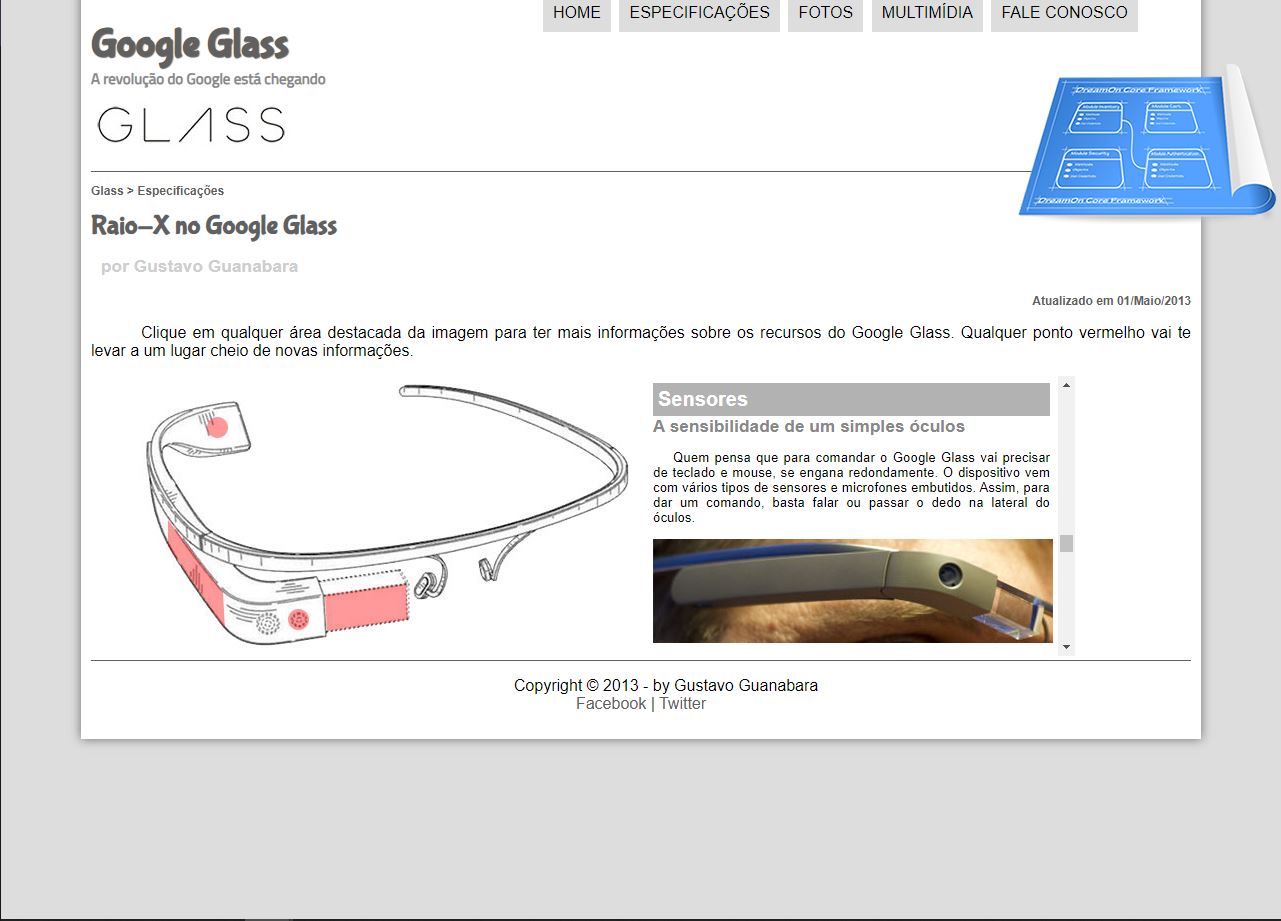 HOME ESPECIFICAÇÕES FOTOS MULTIMÍDIA FALE CONOSCO
Google Glass
A revolução do Google está chegando
GLASS
DreamOn Core Framework
Module Inventory
Module Security
DreamOn Core Framework
Glass > Especificações
Raio-X no Google Glass
por Gustavo Guanabara
Atualizado em 01/Maio/2013
Clique em qualquer área destacada da imagem para ter mais informações sobre os recursos do Google Glass. Qualquer ponto vermelho vai te
levar a um lugar cheio de novas informações.
Sensores
A sensibilidade de um simples óculos
Quem pensa que para comandar o Google Glass vai precisar
de teclado e mouse, se engana redondamente. O dispositivo vem
com vários tipos de sensores e microfones embutidos. Assim, para
dar um comando, basta falar ou passar o dedo na lateral do
óculos.
Copyright © 2013 - by Gustavo Guanabara
Facebook | Twitter